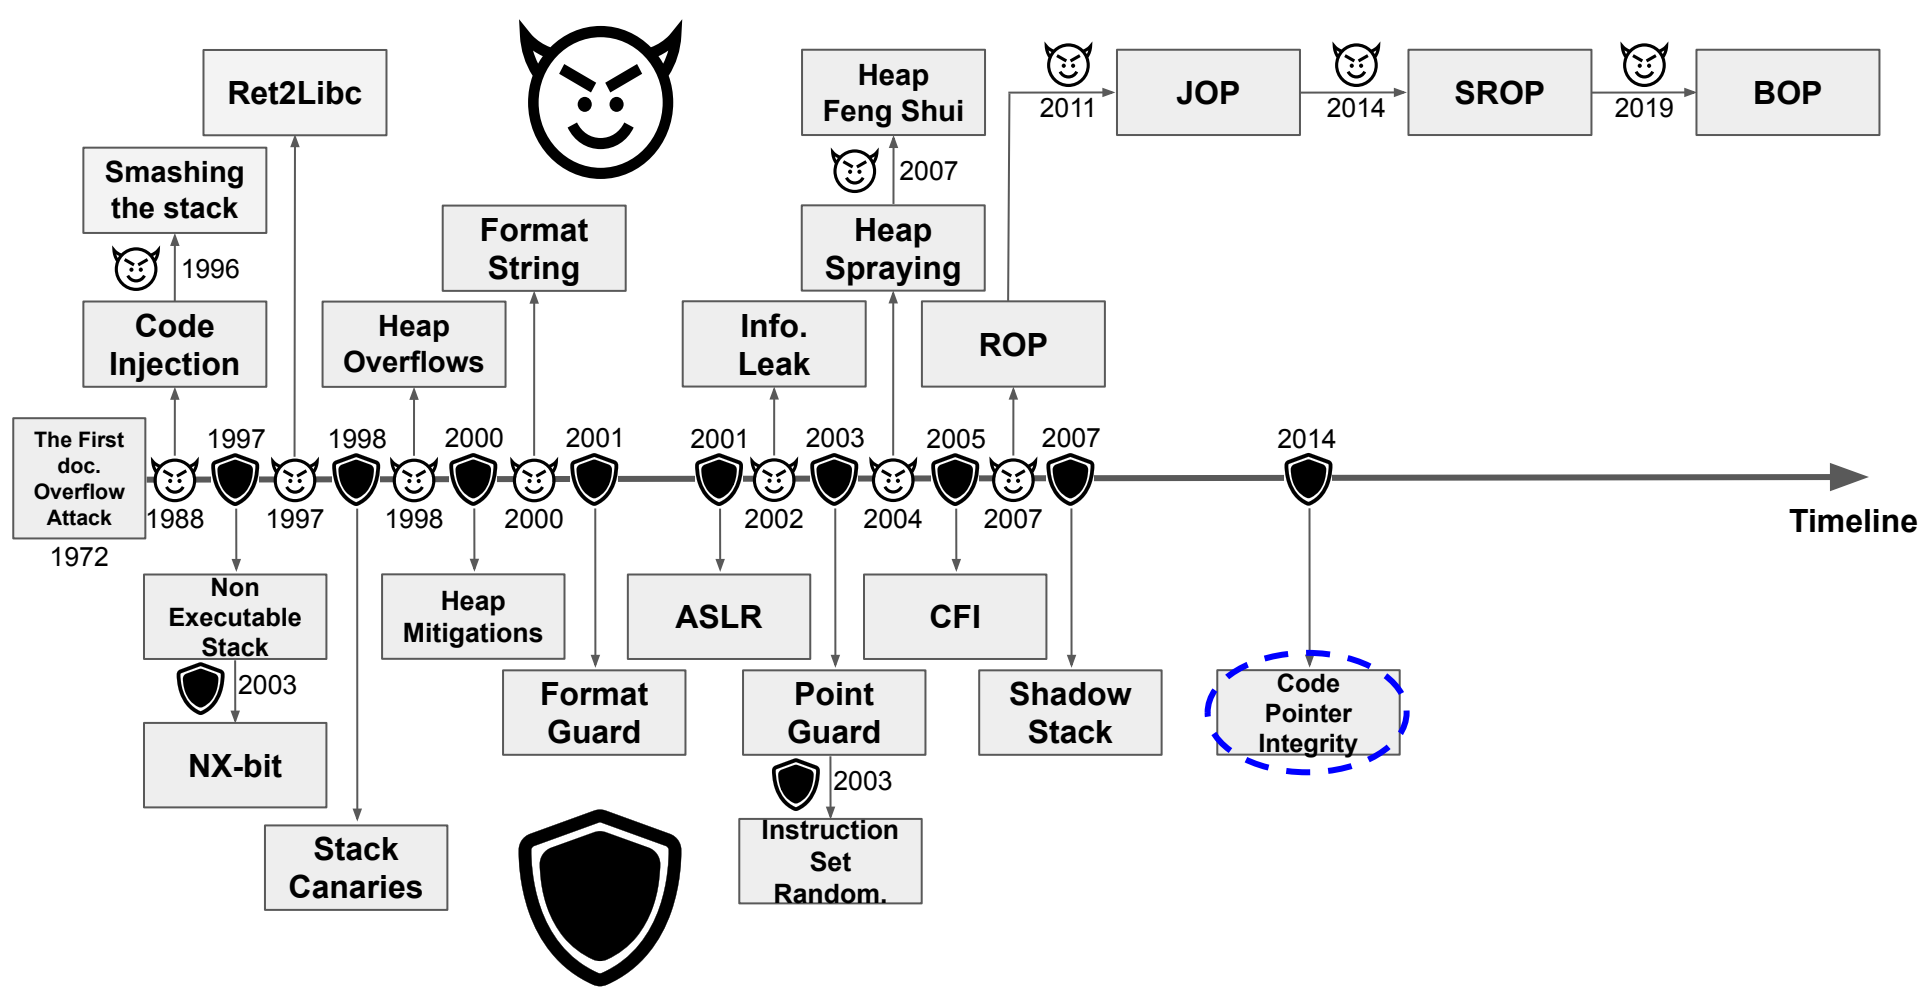 Ret2Libc
Heap
Feng Shui
2011
JOP
2014
SROP
2019
BOP
Smashing
the stack
2007
1996
Format
String
Heap
Spraying
Code
Injection
Heap
Overflows
Info.
Leak
ROP
The First
doc.
Overflow
Attack
1972
1997
1998
2000
2001
2001
2003
2005
2007
2014
1988
1997
1998
2000
2002
2004
2007
Timeline
Non
Executable
Stack
Heap
Mitigations
ASLR
CFI
2003
Format
Guard
Point
Guard
Shadow
Stack
Code
Pointer
Integrity
NX-bit
2003
Stack
Canaries
Instruction
Set
Random.